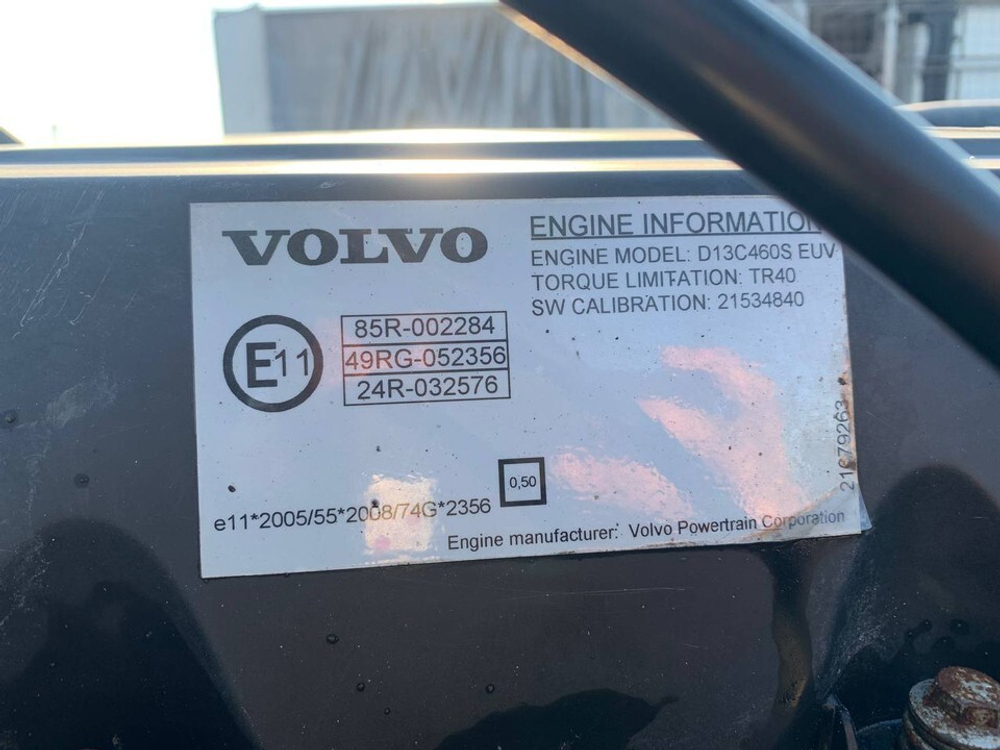 VOLVO
ENGINE INFORMATION
ENGINE MODEL: D13C460S EUV
TORQUE LIMITATION: TR40
SW CALIBRATION: 21534840
E11
85R-002284
49RG-052356
24R-032576
0,50
e11*2005/55*2008/74G*2356
Engine manufacturer: Volvo Powertrain Corporation